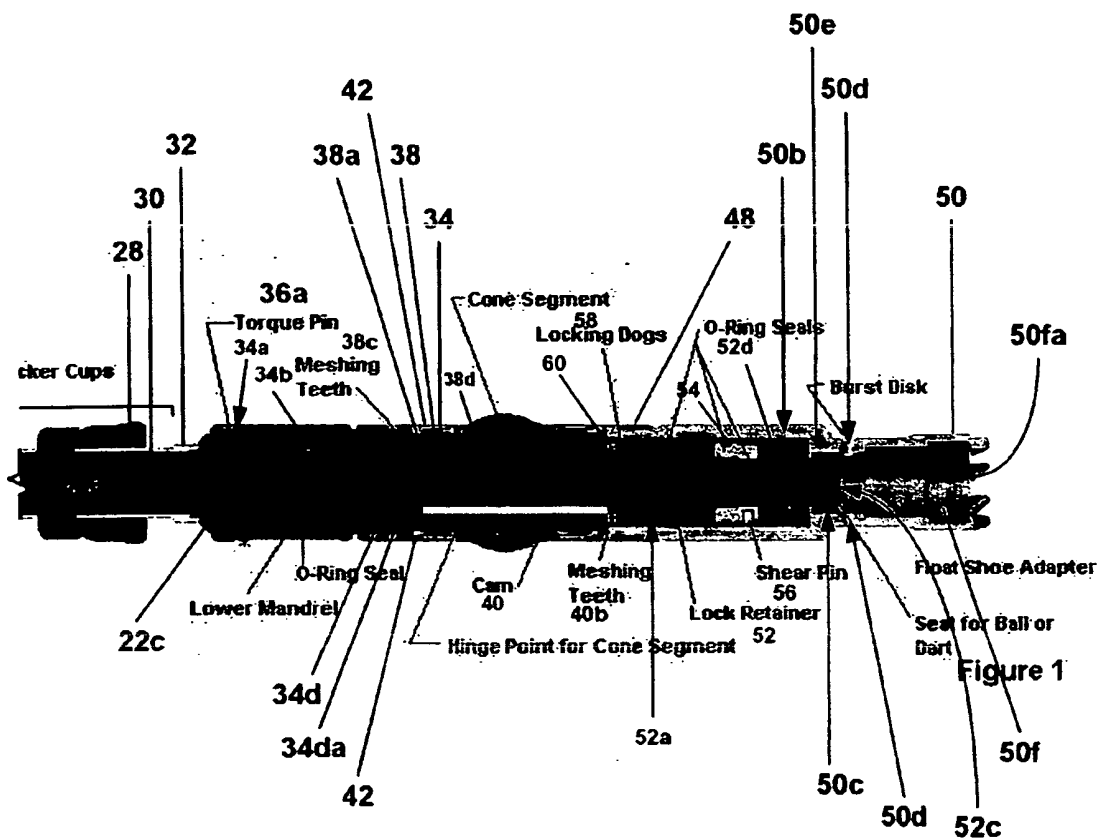 50e
42
50d
32
38a
38
50b
30
34
48
50
28
36a
Cone Segment
58
Torque Pin
38c
Locking Dogs
O-Ring Seals
50fa
34a
Meshing
60
52d
cker Cups
34b
Teeth
38d
54
Burst Disk
O-Ring Seal
Cam
40
Meshing
Teeth
40b
Shear Pin
56
Float Shoe Adapter
Lower Mandrel
Lock Retainer
52
Seat for Ball or
Dart
22c
Hinge Point for Cone Segment
Figure 1
34d
52a
50f
34da
50c
42
50d
52c